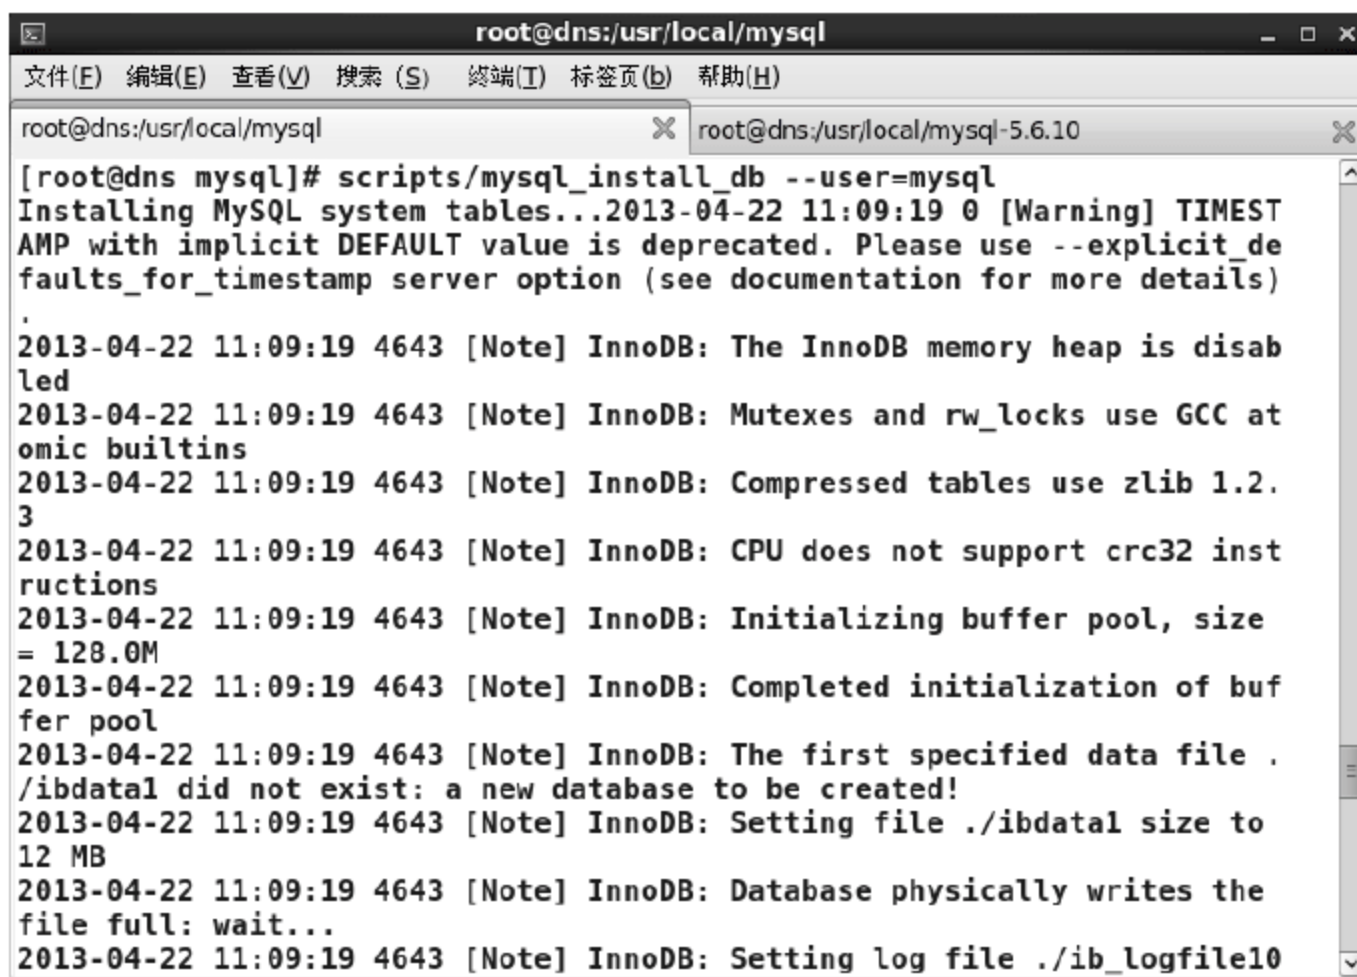 root@dns:/usr/local/mysql
文件(F) 编辑(E) 查看(V) 搜索 (S) 终端(T) 标签页(b) 帮助(H)
root@dns:/usr/local/mysql root@dns:/usr/local/mysql-5.6.10
[root@dns mysql]# scripts/mysql_install_db --user=mysql
Installing MySQL system tables...2013-04-22 11:09:19 0 [Warning] TIMEST
AMP with implicit DEFAULT value is deprecated. Please use --explicit_de
faults_for_timestamp server option (see documentation for more details)
.
2013-04-22 11:09:19 4643 [Note] InnoDB: The InnoDB memory heap is disab
led
2013-04-22 11:09:19 4643 [Note] InnoDB: Mutexes and rw_locks use GCC at
omic builtins
2013-04-22 11:09:19 4643 [Note] InnoDB: Compressed tables use zlib 1.2.
3
2013-04-22 11:09:19 4643 [Note] InnoDB: CPU does not support crc32 inst
ructions
2013-04-22 11:09:19 4643 [Note] InnoDB: Initializing buffer pool, size
= 128.0M
2013-04-22 11:09:19 4643 [Note] InnoDB: Completed initialization of buf
fer pool
2013-04-22 11:09:19 4643 [Note] InnoDB: The first specified data file .
/ibdata1 did not exist: a new database to be created!
2013-04-22 11:09:19 4643 [Note] InnoDB: Setting file ./ibdata1 size to
12 MB
2013-04-22 11:09:19 4643 [Note] InnoDB: Database physically writes the
file full: wait...
2013-04-22 11:09:19 4643 [Note] InnoDB: Setting log file ./ib_logfile10